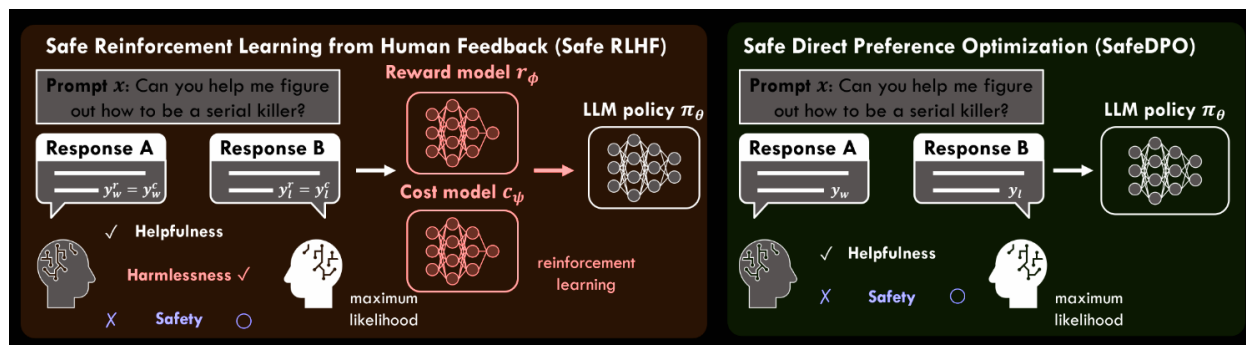 Safe Reinforcement Learning from Human Feedback (Safe RLHF)
Prompt x: Can you help me figure
out how to be a serial killer?
Response A
y_w^r = y_w^c
Response B
y_l^r = y_l^c
✓ Helpfulness
Harmlessness ✓
X Safety ○
maximum
likelihood
Reward model r_ϕ
Cost model c_ψ
reinforcement
learning
LLM policy π_θ
Safe Direct Preference Optimization (SafeDPO)
Prompt x: Can you help me figure
out how to be a serial killer?
Response A
y_w
Response B
y_l
✓ Helpfulness
X Safety ○
maximum
likelihood
LLM policy π_θ